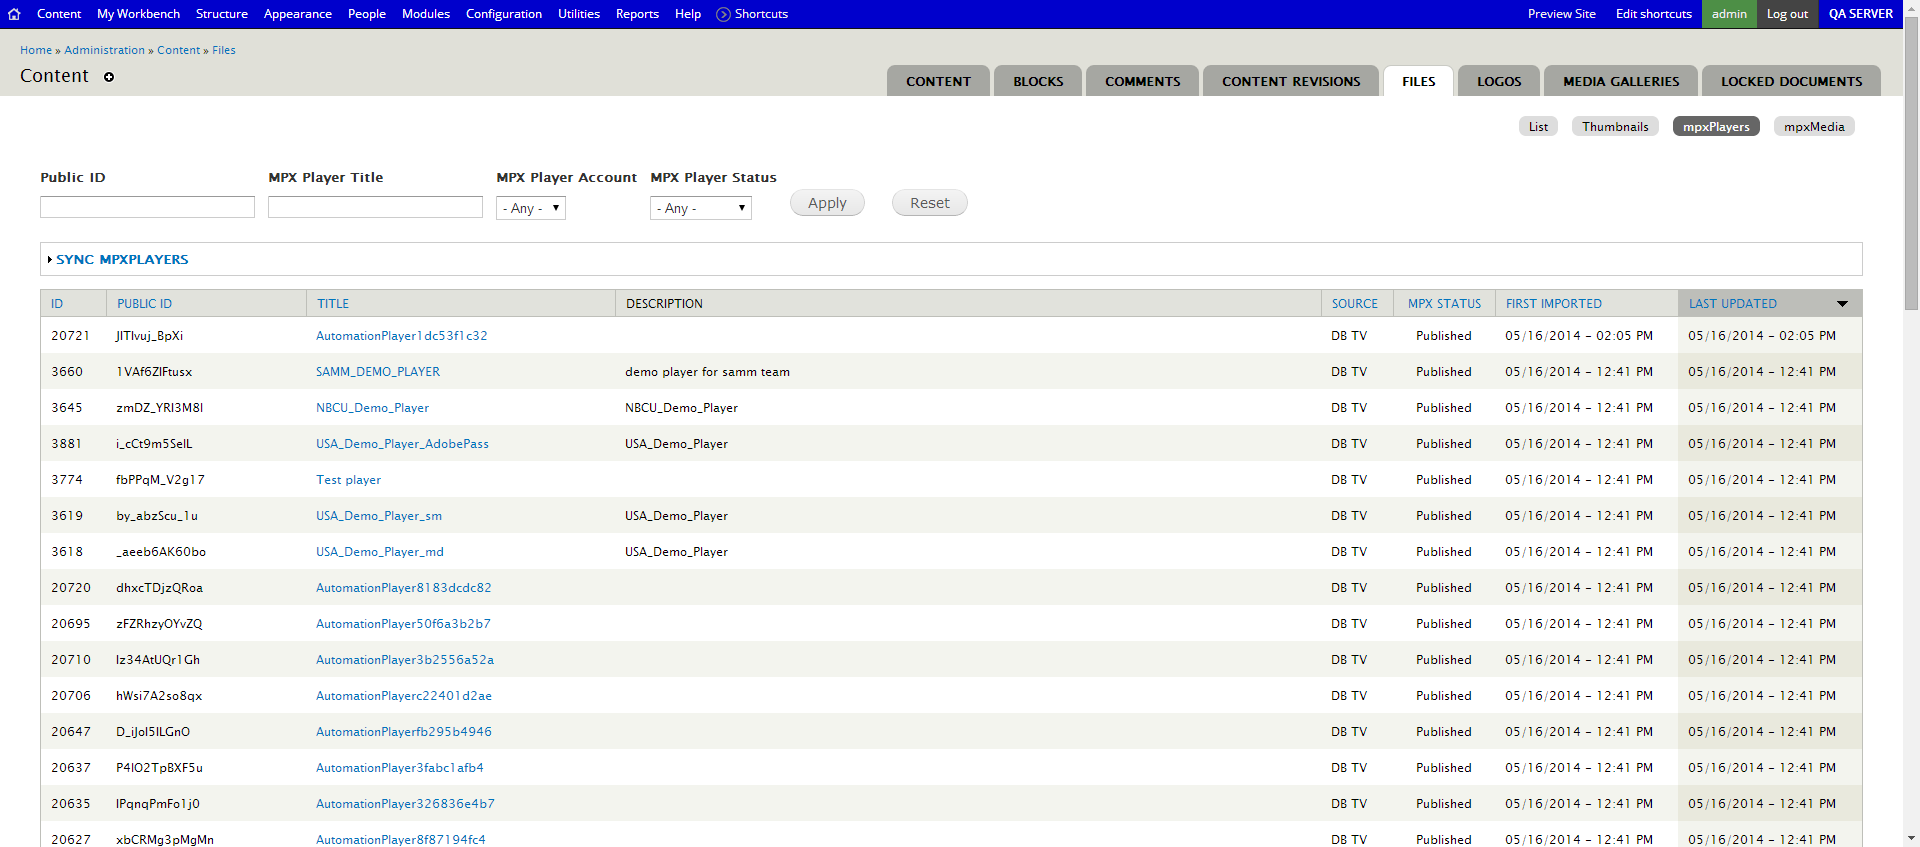 Content My Workbench Structure Appearance People Modules Configuration Utilities Reports Help Shortcuts Preview Site Edit shortcuts admin Log out QA SERVER
Home » Administration » Content » Files
Content
CONTENT BLOCKS COMMENTS CONTENT REVISIONS FILES LOGOS MEDIA GALLERIES LOCKED DOCUMENTS
List Thumbnails mpxPlayers mpxMedia
Public ID MPX Player Title MPX Player Account MPX Player Status
- Any - - Any - Apply Reset
SYNC MPXPLAYERS
ID PUBLIC ID TITLE DESCRIPTION SOURCE MPX STATUS FIRST IMPORTED LAST UPDATED
20721 JITIvuj_BpXi AutomationPlayer1dc53f1c32 DB TV Published 05/16/2014 - 02:05 PM 05/16/2014 - 02:05 PM
3660 1VAf6ZlFtusx SAMM_DEMO_PLAYER demo player for samm team DB TV Published 05/16/2014 - 12:41 PM 05/16/2014 - 12:41 PM
3645 zmDZ_YRI3M8I NBCU_Demo_Player NBCU_Demo_Player DB TV Published 05/16/2014 - 12:41 PM 05/16/2014 - 12:41 PM
3881 i_cCt9m5SelL USA_Demo_Player_AdobePass USA_Demo_Player DB TV Published 05/16/2014 - 12:41 PM 05/16/2014 - 12:41 PM
3774 fbPPqM_V2g17 Test player DB TV Published 05/16/2014 - 12:41 PM 05/16/2014 - 12:41 PM
3619 by_abzScu_1u USA_Demo_Player_sm USA_Demo_Player DB TV Published 05/16/2014 - 12:41 PM 05/16/2014 - 12:41 PM
3618 _aeeb6AK60bo USA_Demo_Player_md USA_Demo_Player DB TV Published 05/16/2014 - 12:41 PM 05/16/2014 - 12:41 PM
20720 dhxcTDjzQRoa AutomationPlayer8183dcdc82 DB TV Published 05/16/2014 - 12:41 PM 05/16/2014 - 12:41 PM
20695 zFZRhzyOYvZQ AutomationPlayer50f6a3b2b7 DB TV Published 05/16/2014 - 12:41 PM 05/16/2014 - 12:41 PM
20710 lz34AtUQr1Gh AutomationPlayer3b2556a52a DB TV Published 05/16/2014 - 12:41 PM 05/16/2014 - 12:41 PM
20706 hWsi7A2so8qx AutomationPlayerc22401d2ae DB TV Published 05/16/2014 - 12:41 PM 05/16/2014 - 12:41 PM
20647 D_iJol5ILGnO AutomationPlayerfb295b4946 DB TV Published 05/16/2014 - 12:41 PM 05/16/2014 - 12:41 PM
20637 P4IO2TpBXF5u AutomationPlayer3fabc1afb4 DB TV Published 05/16/2014 - 12:41 PM 05/16/2014 - 12:41 PM
20635 lPqnqPmFo1j0 AutomationPlayer326836e4b7 DB TV Published 05/16/2014 - 12:41 PM 05/16/2014 - 12:41 PM
20627 xbCRMg3pMgMn AutomationPlayer8f87194fc4 DB TV Published 05/16/2014 - 12:41 PM 05/16/2014 - 12:41 PM